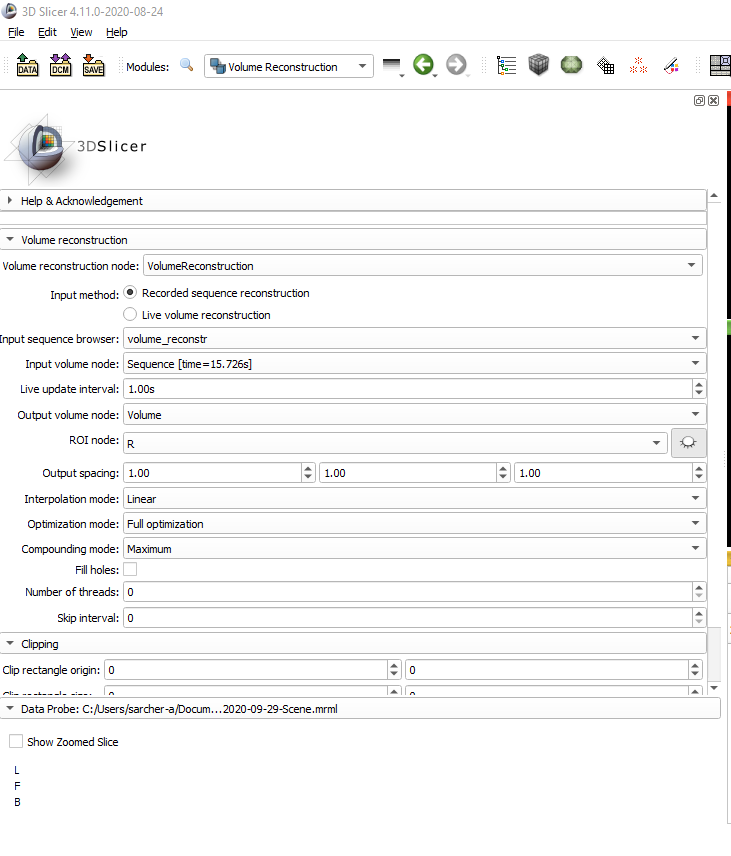 3D Slicer 4.11.0-2020-08-24
File Edit View Help
DATA DCM SAVE Modules: Volume Reconstruction
3DSlicer
Help & Acknowledgement
Volume reconstruction
Volume reconstruction node: VolumeReconstruction
Input method: Recorded sequence reconstruction
Live volume reconstruction
Input sequence browser: volume_reconstr
Input volume node: Sequence [time=15.726s]
Live update interval: 1.00s
Output volume node: Volume
ROI node: R
Output spacing: 1.00 1.00 1.00
Interpolation mode: Linear
Optimization mode: Full optimization
Compounding mode: Maximum
Fill holes:
Number of threads: 0
Skip interval: 0
Clipping
Clip rectangle origin: 0 0
Data Probe: C:/Users/sarcher-a/Docum...2020-09-29-Scene.mrml
Show Zoomed Slice
L
F
B